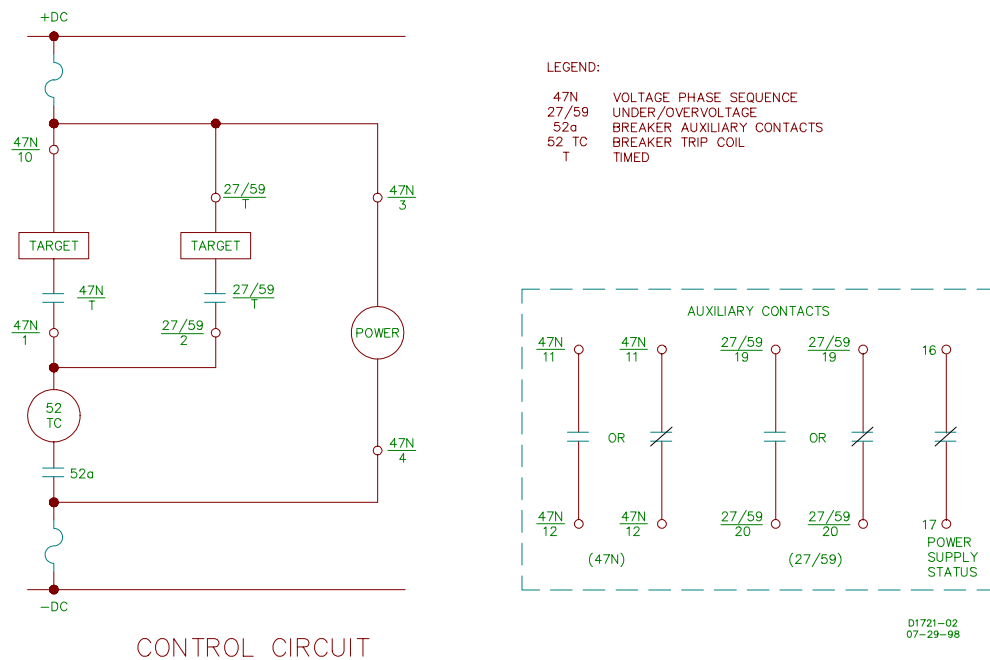 +DC
47N
10
27/59
T
47N
3
TARGET
TARGET
47N
T
27/59
T
47N
1
27/59
2
POWER
52
TC
47N
4
52a
−DC
CONTROL CIRCUIT
LEGEND:
47N VOLTAGE PHASE SEQUENCE
27/59 UNDER/OVERVOLTAGE
52a BREAKER AUXILIARY CONTACTS
52 TC BREAKER TRIP COIL
T TIMED
AUXILIARY CONTACTS
47N
11
47N
11
27/59
19
27/59
19
16
OR
OR
47N
12
47N
12
27/59
20
27/59
20
17
(47N)
(27/59)
POWER
SUPPLY
STATUS
D1721-02
07-29-98